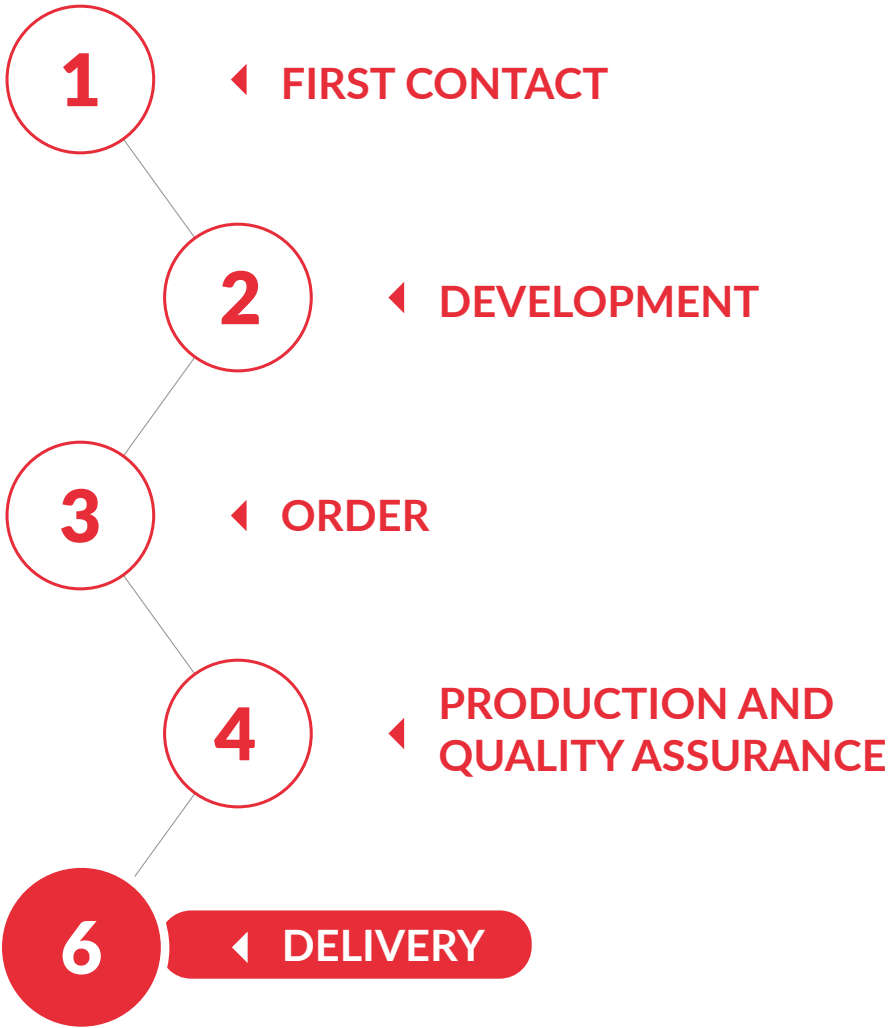 1
FIRST CONTACT
2
DEVELOPMENT
3
ORDER
4
PRODUCTION AND
QUALITY ASSURANCE
6
DELIVERY